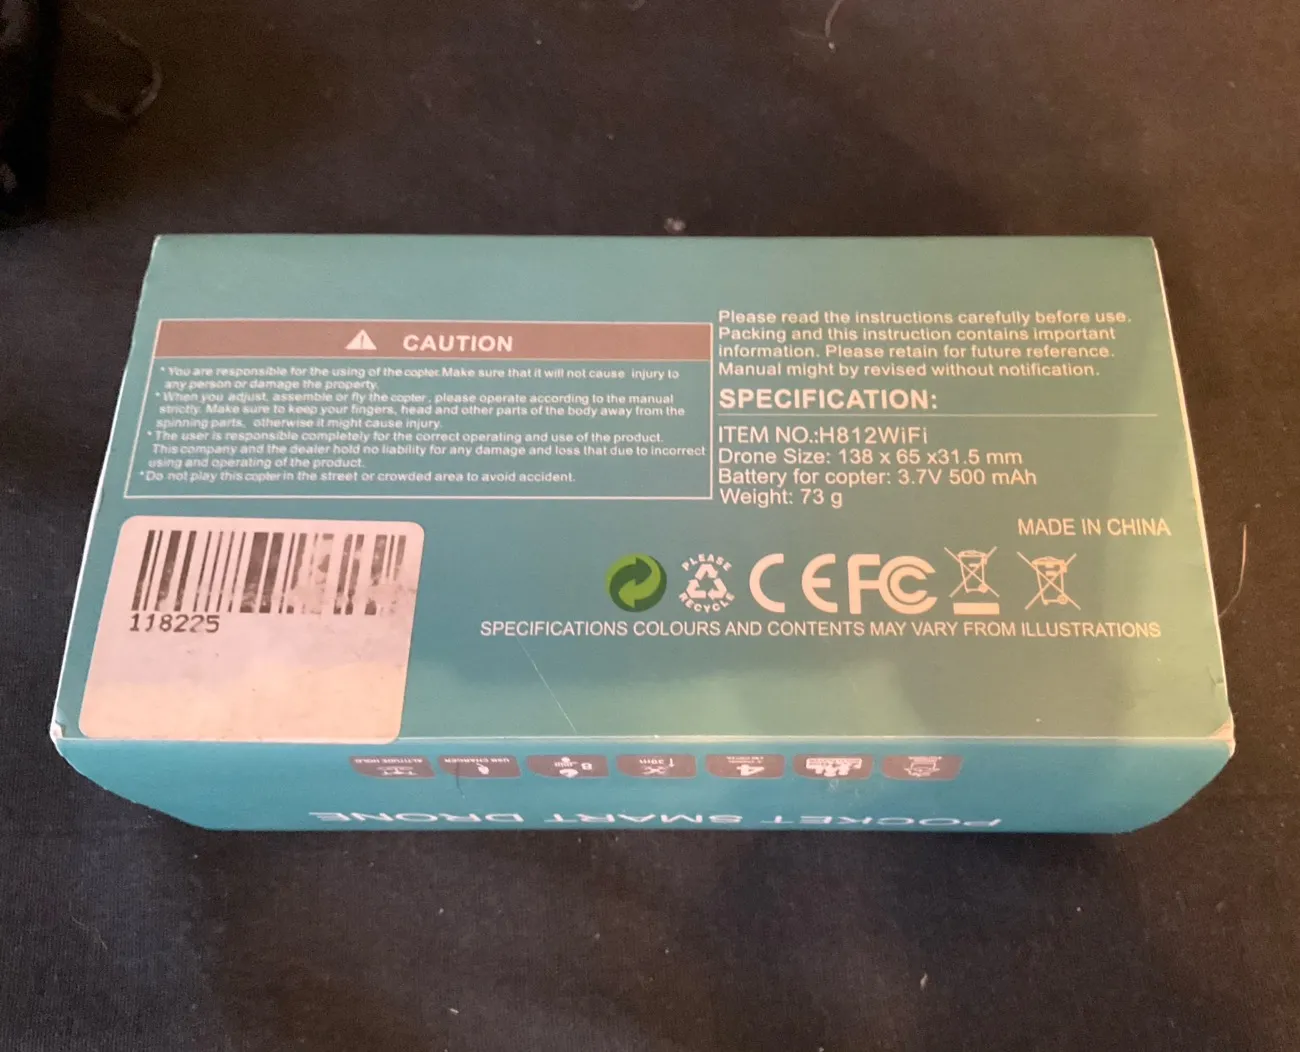 CAUTION
* You are responsible for the using of the copter. Make sure that it will not cause injury to
any person or damage the property.
* When you adjust, assemble or fly the copter , please operate according to the manual
strictly. Make sure to keep your fingers, head and other parts of the body away from the
spinning parts, otherwise it might cause injury.
* The user is responsible completely for the correct operating and use of the product.
This company and the dealer hold no liability for any damage and loss that due to incorrect
using and operating of the product.
* Do not play this copter in the street or crowded area to avoid accident.
Please read the instructions carefully before use.
Packing and this instruction contains important
Information. Please retain for future reference.
Manual might by revised without notification.
SPECIFICATION:
ITEM NO.:H812WiFi
Drone Size: 138 x 65 x31.5 mm
Battery for copter: 3.7V 500 mAh
Weight: 73 g
MADE IN CHINA
118225
PLEASE
RECYCLE
CE FC
SPECIFICATIONS COLOURS AND CONTENTS MAY VARY FROM ILLUSTRATIONS
ALTITUDE HOLD
USB CHARGER
8
30m
4
POCKET SMART DRONE